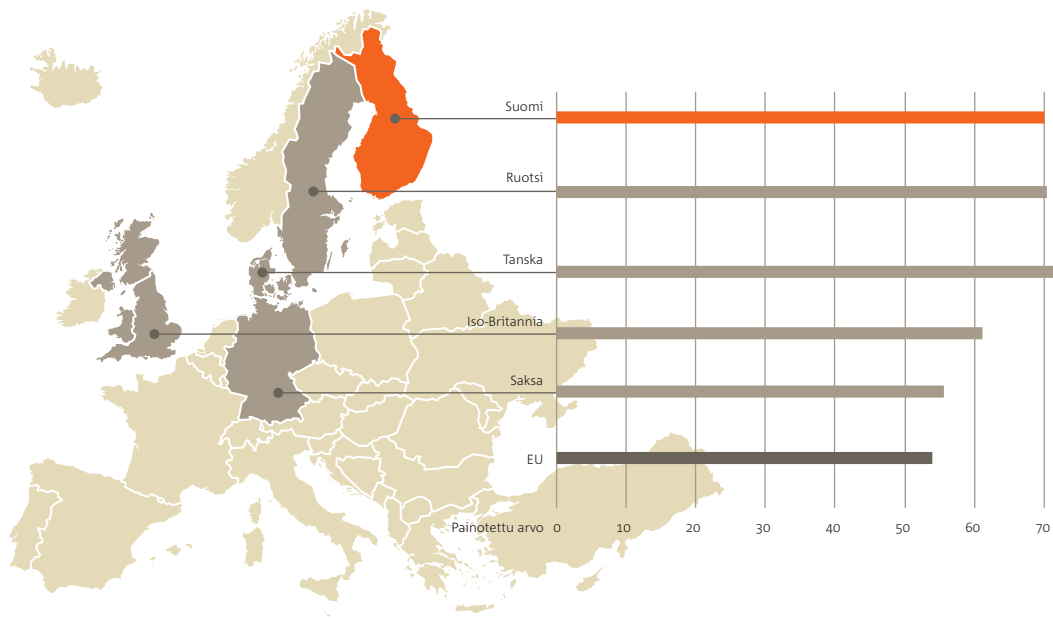 Suomi
Ruotsi
Tanska
Iso-Britannia
Saksa
EU
Painotettu arvo 0 10 20 30 40 50 60 70